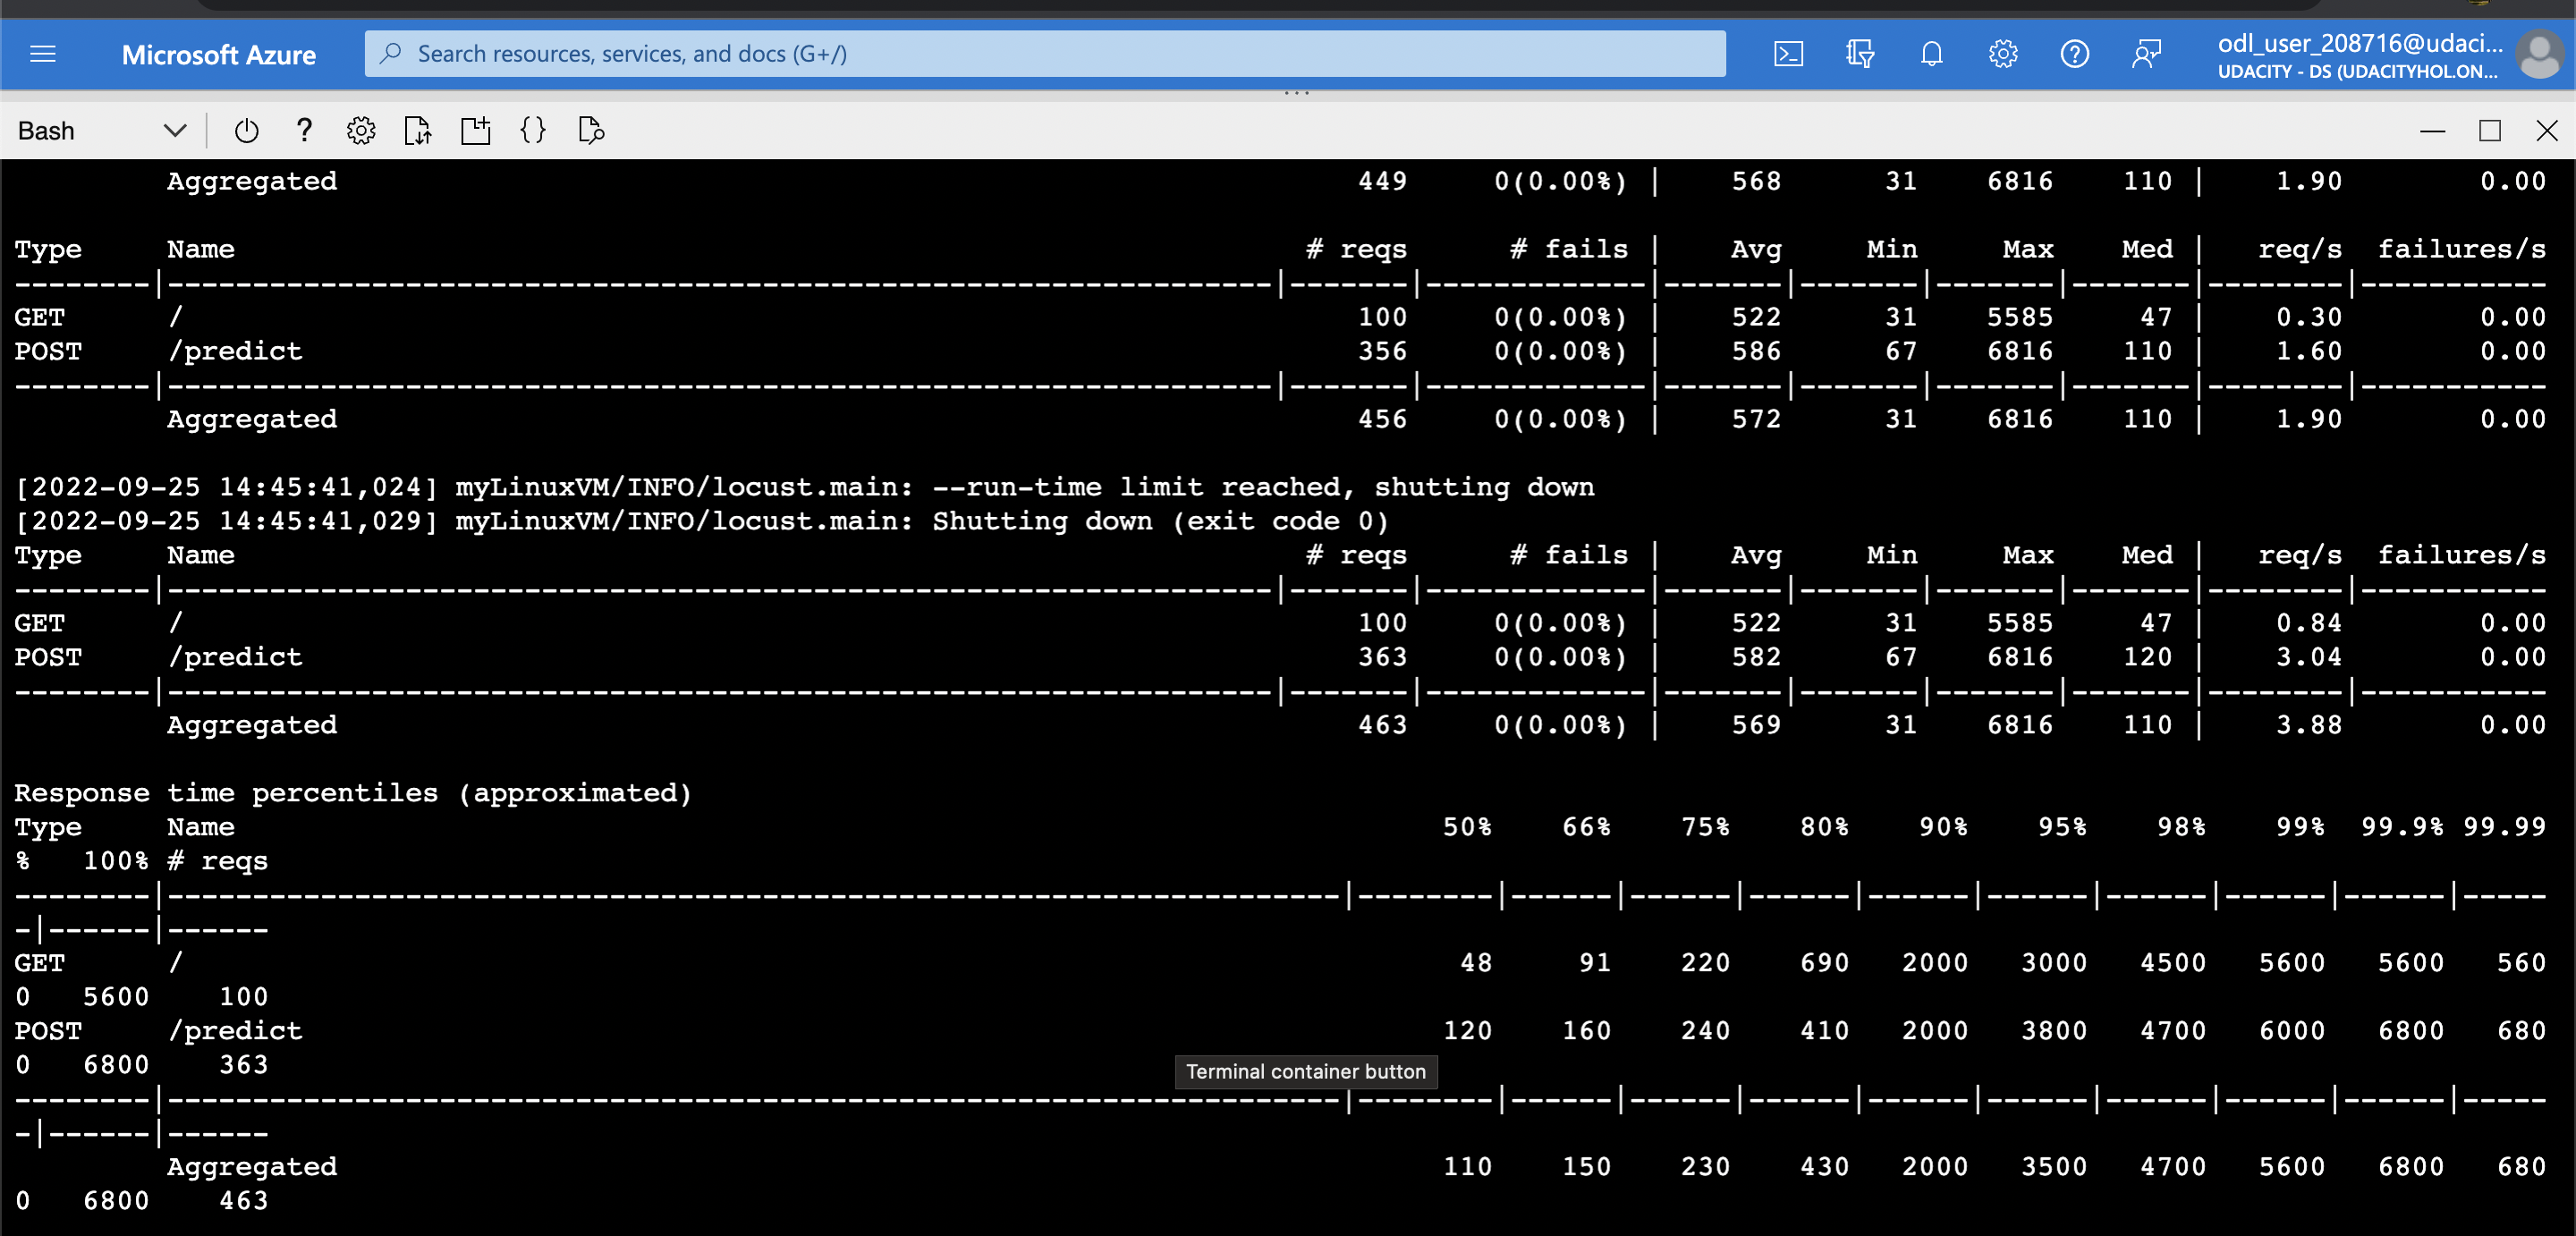 Microsoft Azure
Search resources, services, and docs (G+/)
odl_user_208716@udaci...
UDACITY - DS (UDACITYHOL.ON...
Bash
Aggregated 449 0(0.00%) | 568 31 6816 110 | 1.90 0.00
Type Name # reqs # fails | Avg Min Max Med | req/s failures/s
--------|------------------------------------------------------------------|-------|-------------|-------|-------|-------|-------|--------|-----------
GET / 100 0(0.00%) | 522 31 5585 47 | 0.30 0.00
POST /predict 356 0(0.00%) | 586 67 6816 110 | 1.60 0.00
--------|------------------------------------------------------------------|-------|-------------|-------|-------|-------|-------|--------|-----------
Aggregated 456 0(0.00%) | 572 31 6816 110 | 1.90 0.00
[2022-09-25 14:45:41,024] myLinuxVM/INFO/locust.main: --run-time limit reached, shutting down
[2022-09-25 14:45:41,029] myLinuxVM/INFO/locust.main: Shutting down (exit code 0)
Type Name # reqs # fails | Avg Min Max Med | req/s failures/s
--------|------------------------------------------------------------------|-------|-------------|-------|-------|-------|-------|--------|-----------
GET / 100 0(0.00%) | 522 31 5585 47 | 0.84 0.00
POST /predict 363 0(0.00%) | 582 67 6816 120 | 3.04 0.00
--------|------------------------------------------------------------------|-------|-------------|-------|-------|-------|-------|--------|-----------
Aggregated 463 0(0.00%) | 569 31 6816 110 | 3.88 0.00
Response time percentiles (approximated)
Type Name 50% 66% 75% 80% 90% 95% 98% 99% 99.9% 99.99
% 100% # reqs
--------|----------------------------------------------------------------------|--------|------|------|------|------|------|------|------|------|-----
-|------|------
GET / 48 91 220 690 2000 3000 4500 5600 5600 560
0 5600 100
POST /predict 120 160 240 410 2000 3800 4700 6000 6800 680
0 6800 363
Terminal container button
--------|----------------------------------------------------------------------|--------|------|------|------|------|------|------|------|------|-----
-|------|------
Aggregated 110 150 230 430 2000 3500 4700 5600 6800 680
0 6800 463